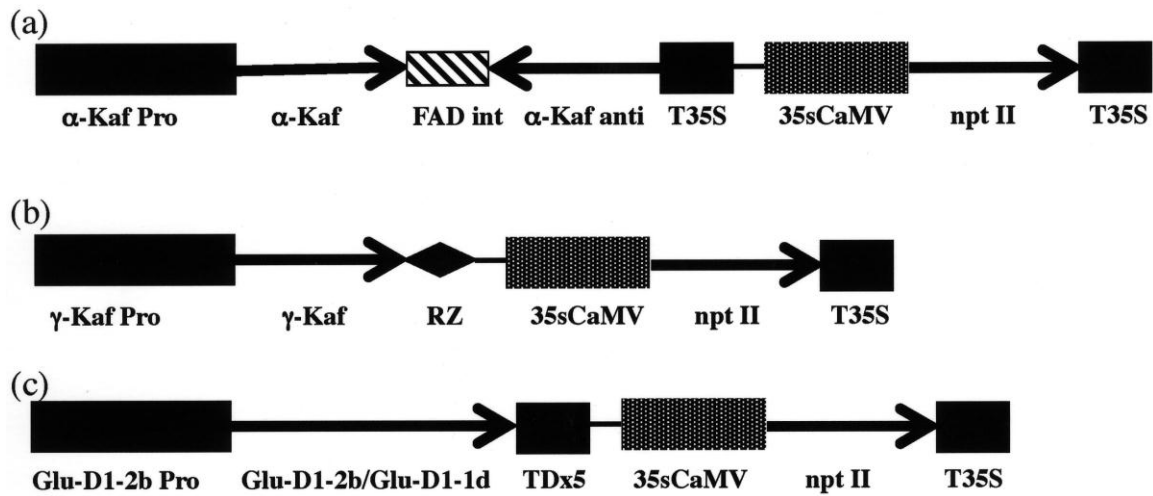 (a)
α-Kaf Pro α-Kaf FAD int α-Kaf anti T35S 35sCaMV npt II T35S
(b)
γ-Kaf Pro γ-Kaf RZ 35sCaMV npt II T35S
(c)
Glu-D1-2b Pro Glu-D1-2b/Glu-D1-1d TDx5 35sCaMV npt II T35S